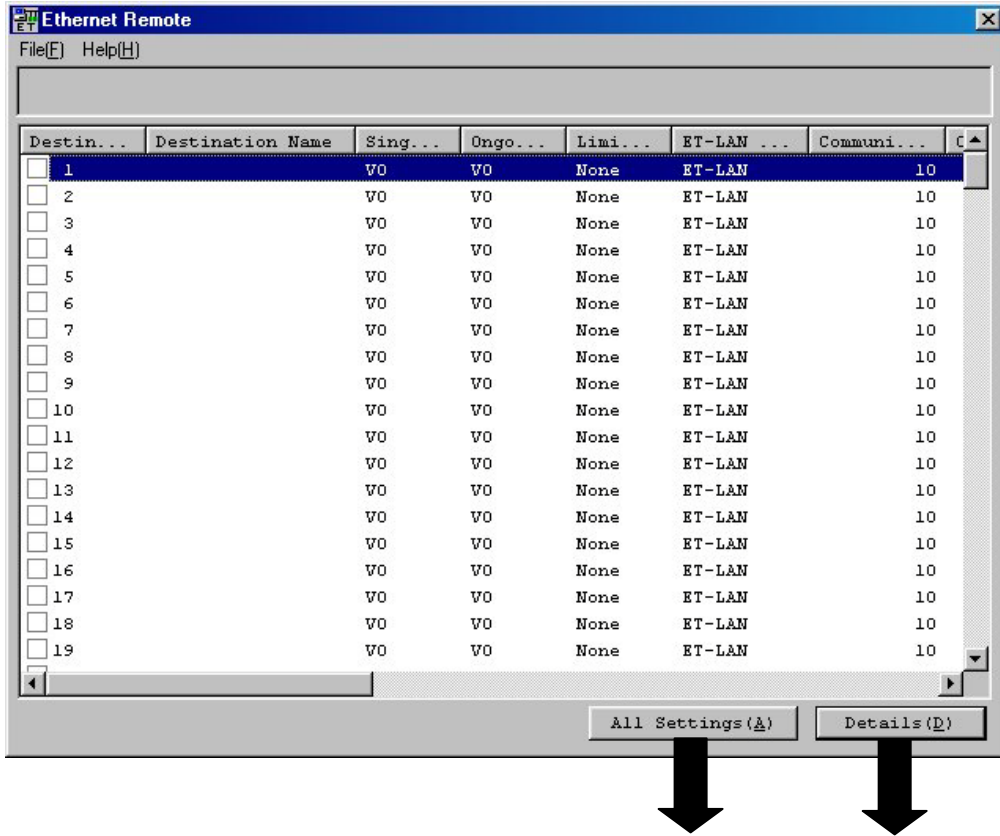 Ethernet Remote
File(F) Help(H)
Destin... Destination Name Sing... Ongo... Limi... ET-LAN ... Communi...
1 V0 V0 None ET-LAN 10
2 V0 V0 None ET-LAN 10
3 V0 V0 None ET-LAN 10
4 V0 V0 None ET-LAN 10
5 V0 V0 None ET-LAN 10
6 V0 V0 None ET-LAN 10
7 V0 V0 None ET-LAN 10
8 V0 V0 None ET-LAN 10
9 V0 V0 None ET-LAN 10
10 V0 V0 None ET-LAN 10
11 V0 V0 None ET-LAN 10
12 V0 V0 None ET-LAN 10
13 V0 V0 None ET-LAN 10
14 V0 V0 None ET-LAN 10
15 V0 V0 None ET-LAN 10
16 V0 V0 None ET-LAN 10
17 V0 V0 None ET-LAN 10
18 V0 V0 None ET-LAN 10
19 V0 V0 None ET-LAN 10
All Settings(A) Details(D)